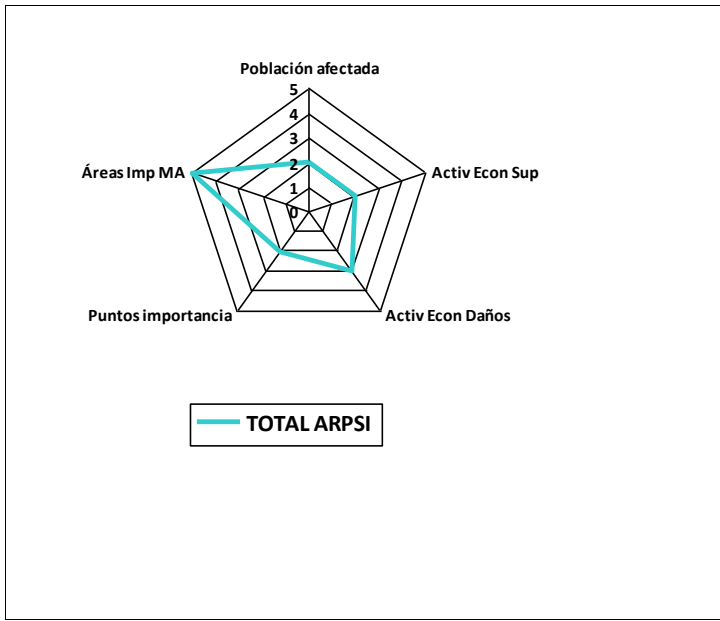 Población afectada
5
4
3
2
1
0
Áreas Imp MA
Activ Econ Sup
Puntos importancia
Activ Econ Daños
TOTAL ARPSI